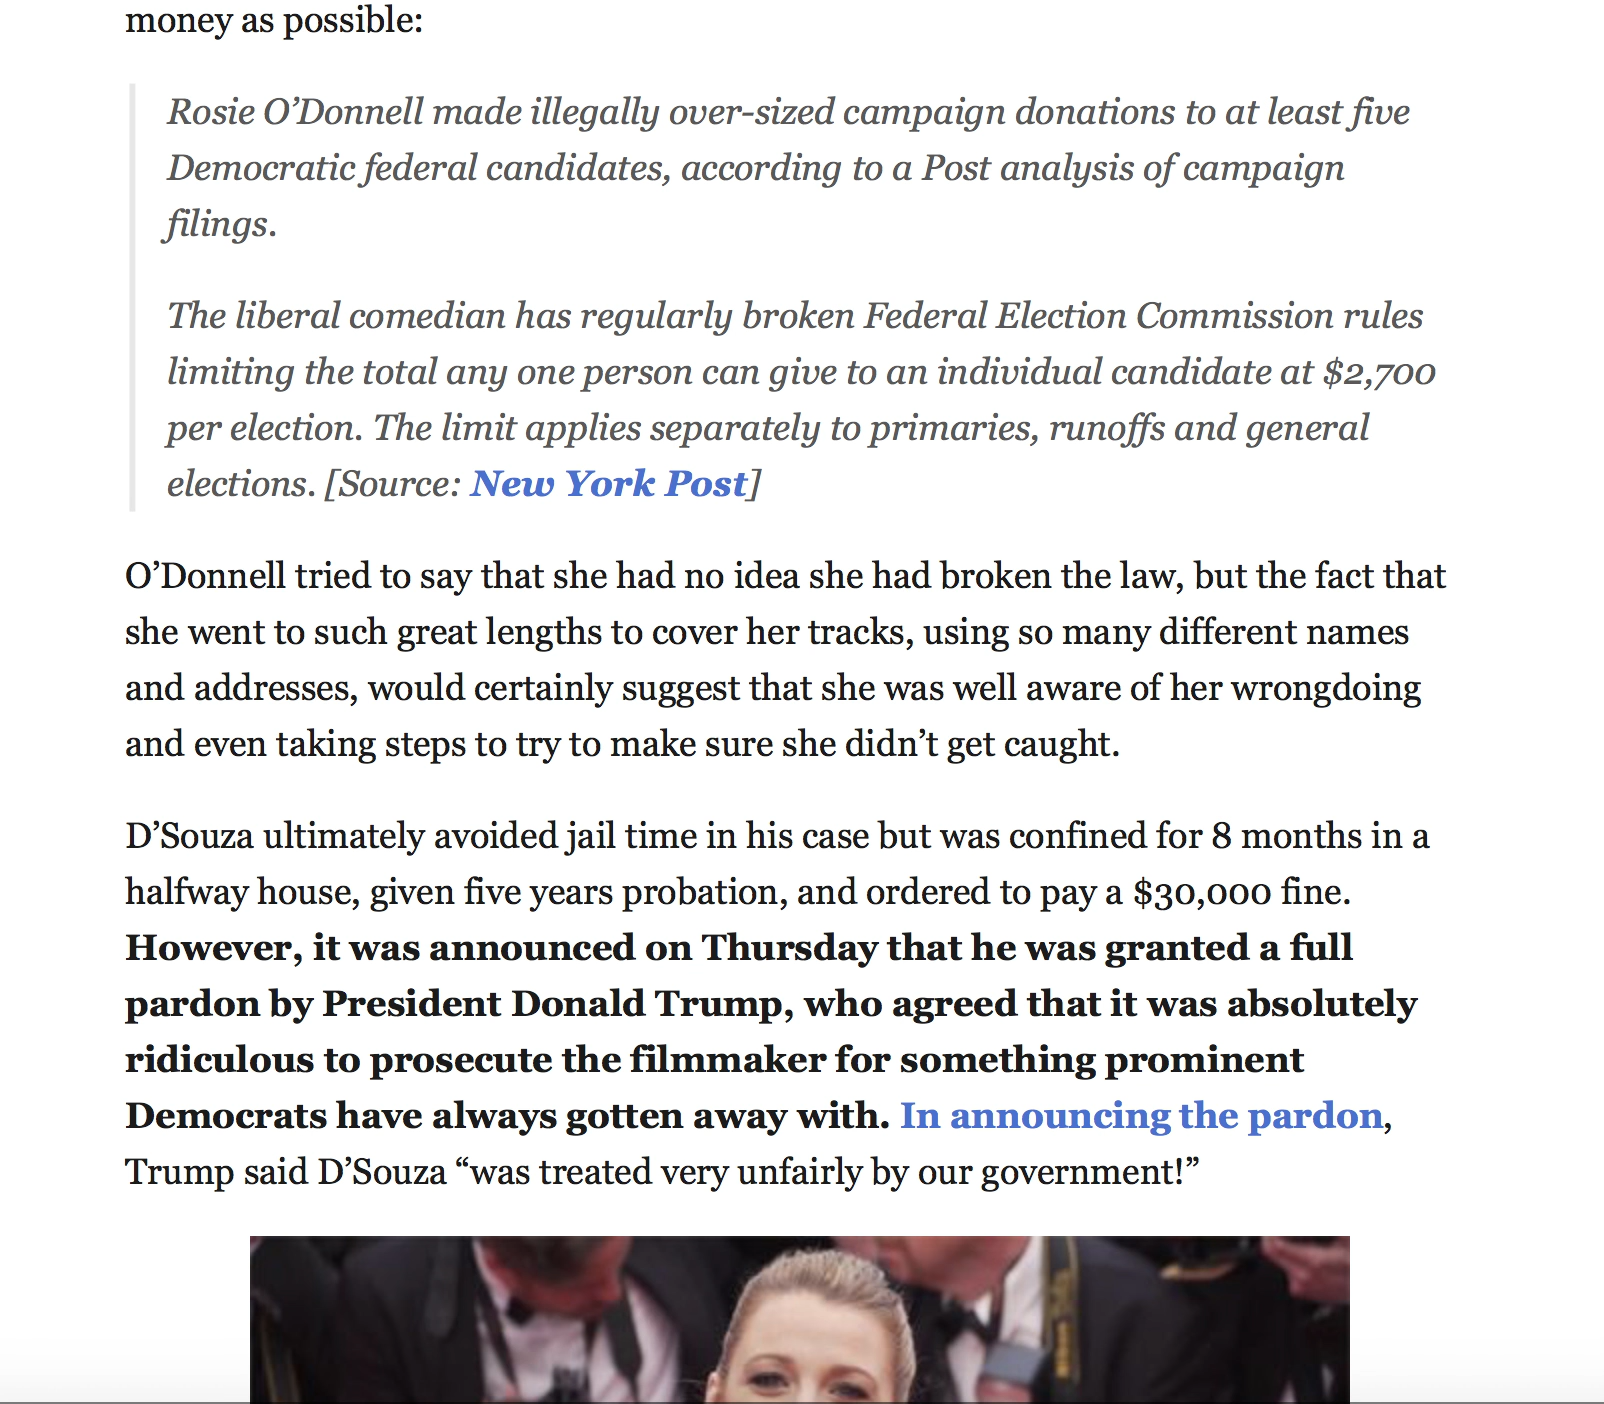 money as possible:
Rosie O’Donnell made illegally over-sized campaign donations to at least five
Democratic federal candidates, according to a Post analysis of campaign
filings.
The liberal comedian has regularly broken Federal Election Commission rules
limiting the total any one person can give to an individual candidate at $2,700
per election. The limit applies separately to primaries, runoffs and general
elections. [Source: New York Post]
O’Donnell tried to say that she had no idea she had broken the law, but the fact that
she went to such great lengths to cover her tracks, using so many different names
and addresses, would certainly suggest that she was well aware of her wrongdoing
and even taking steps to try to make sure she didn’t get caught.
D’Souza ultimately avoided jail time in his case but was confined for 8 months in a
halfway house, given five years probation, and ordered to pay a $30,000 fine.
However, it was announced on Thursday that he was granted a full
pardon by President Donald Trump, who agreed that it was absolutely
ridiculous to prosecute the filmmaker for something prominent
Democrats have always gotten away with. In announcing the pardon,
Trump said D’Souza “was treated very unfairly by our government!”